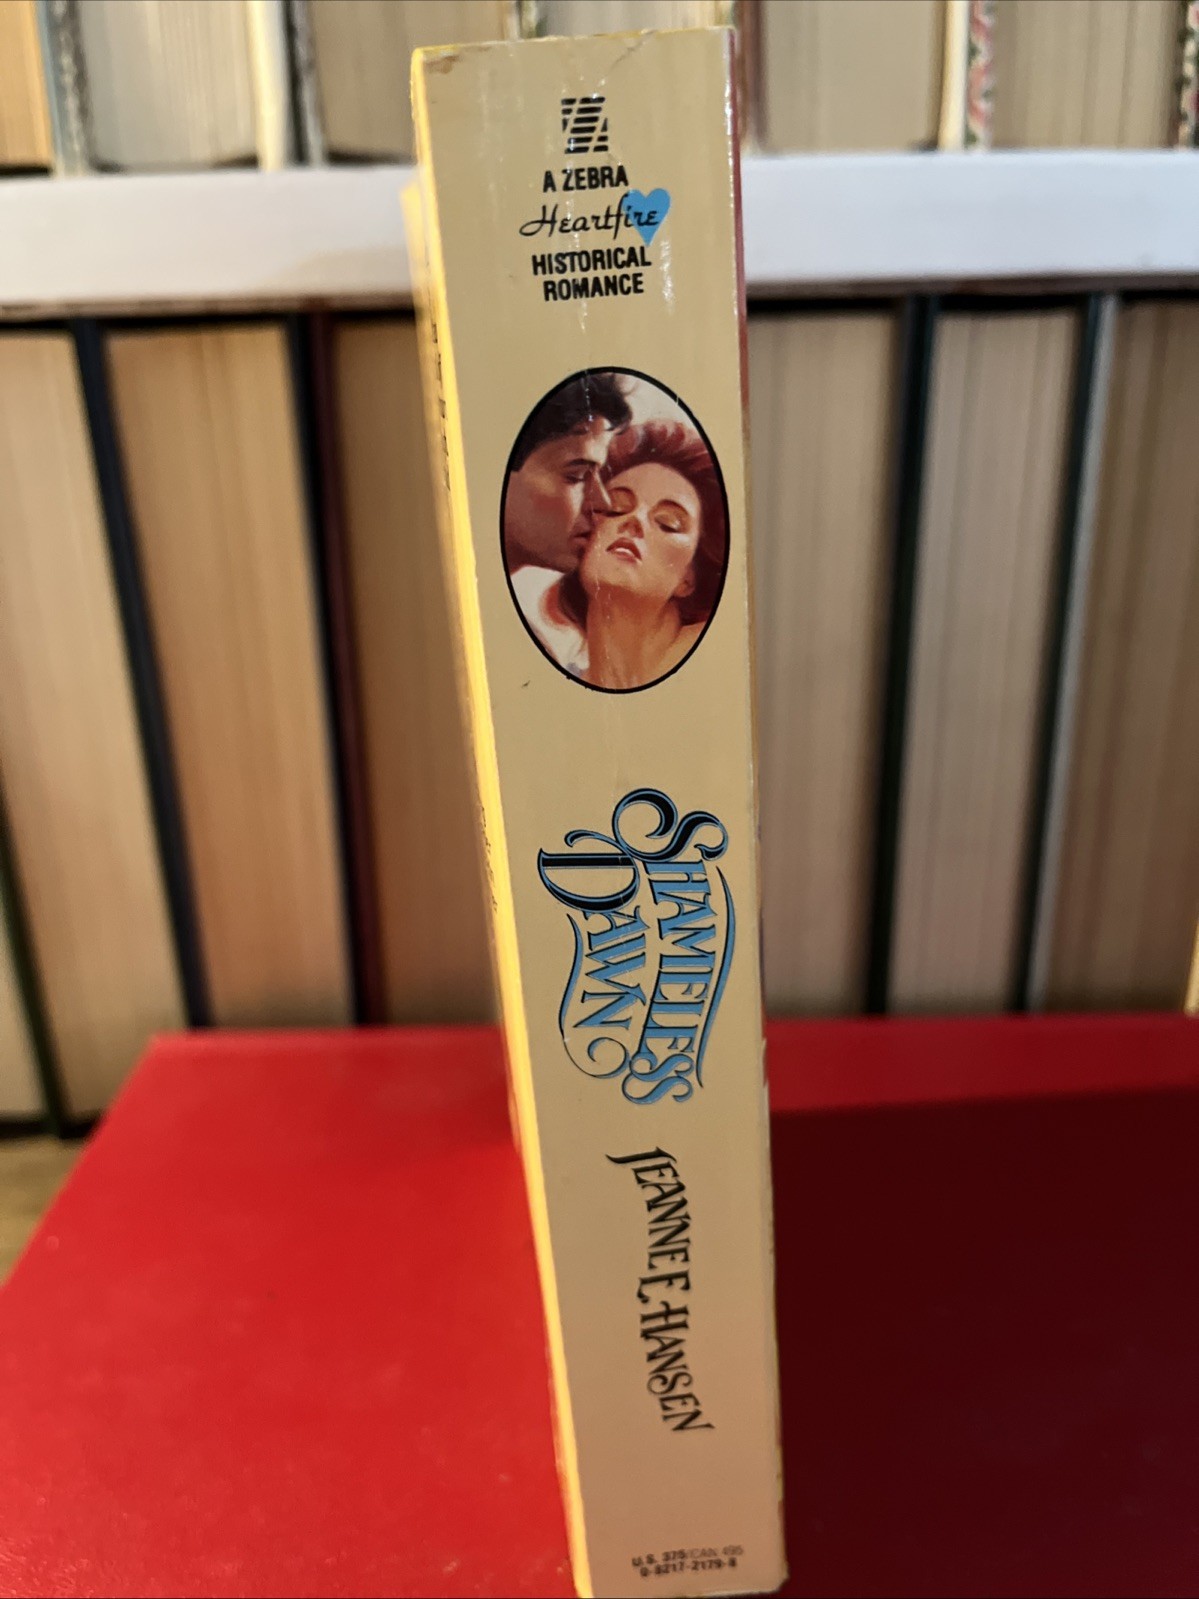 A ZEBRA
Heartfire
HISTORICAL
ROMANCE
SHAMELESS
DAWN
JEANNE E. HANSEN
U.S. 375/CAN 495
0-8217-2179-8